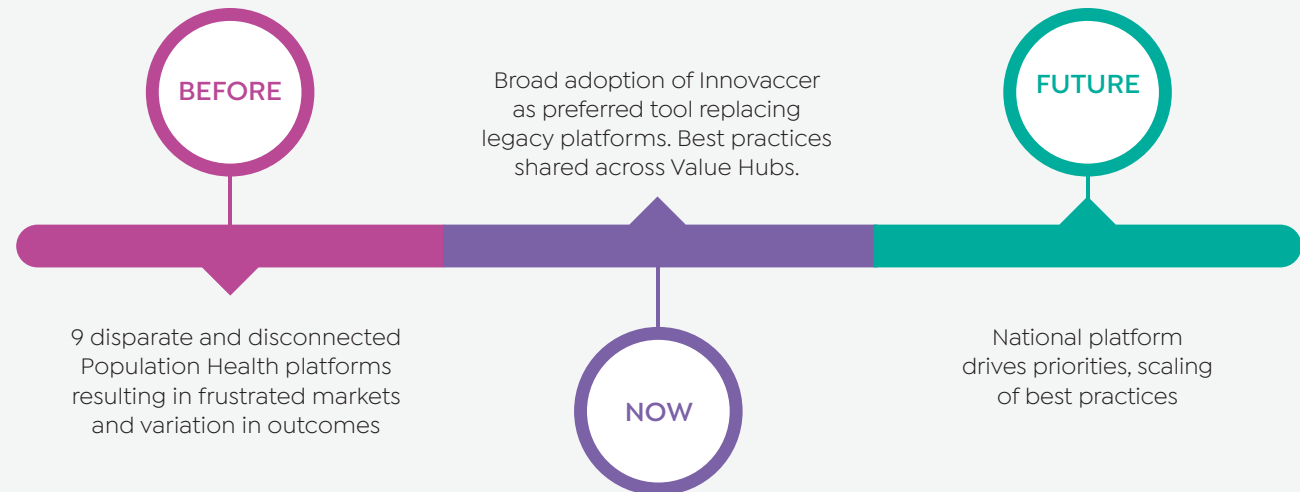 BEFORE
9 disparate and disconnected
Population Health platforms
resulting in frustrated markets
and variation in outcomes
Broad adoption of Innovaccer
as preferred tool replacing
legacy platforms. Best practices
shared across Value Hubs.
NOW
FUTURE
National platform
drives priorities, scaling
of best practices